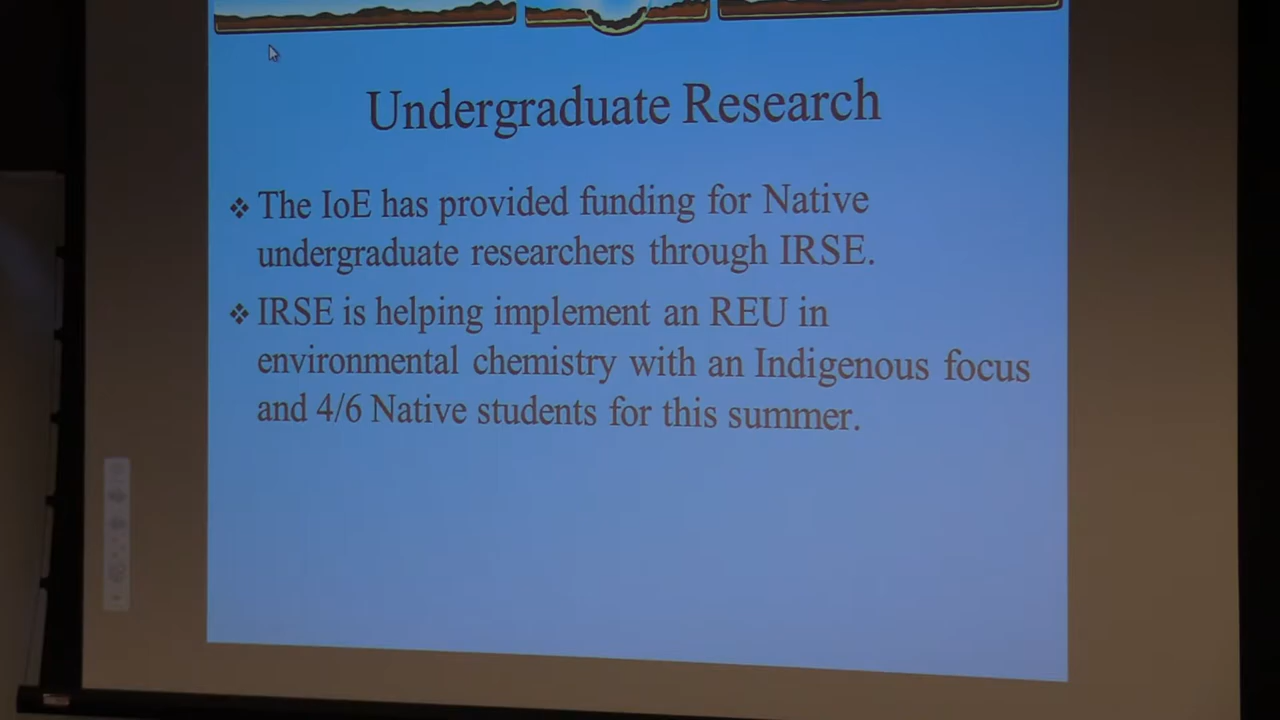 Undergraduate Research
❖ The IoE has provided funding for Native
undergraduate researchers through IRSE.
❖ IRSE is helping implement an REU in
environmental chemistry with an Indigenous focus
and 4/6 Native students for this summer.